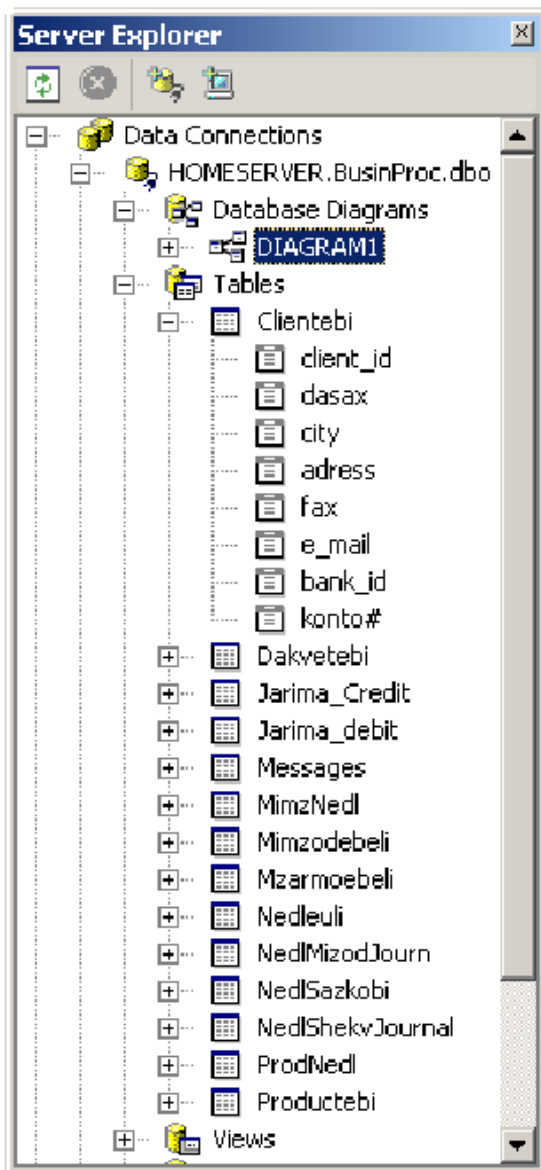 Server Explorer
Data Connections
HOMESERVER.BusinProc.dbo
Database Diagrams
DIAGRAM1
Tables
Clientebi
client_id
dasax
city
adress
fax
e_mail
bank_id
konto#
Dakvetebi
Jarima_Credit
Jarima_debit
Messages
MimzNedl
Mimzodebeli
Mzarmoebeli
Nedleuli
NedlMizodJourn
NedlSazkobi
NedlShekvJournal
ProdNedl
Productebi
Views